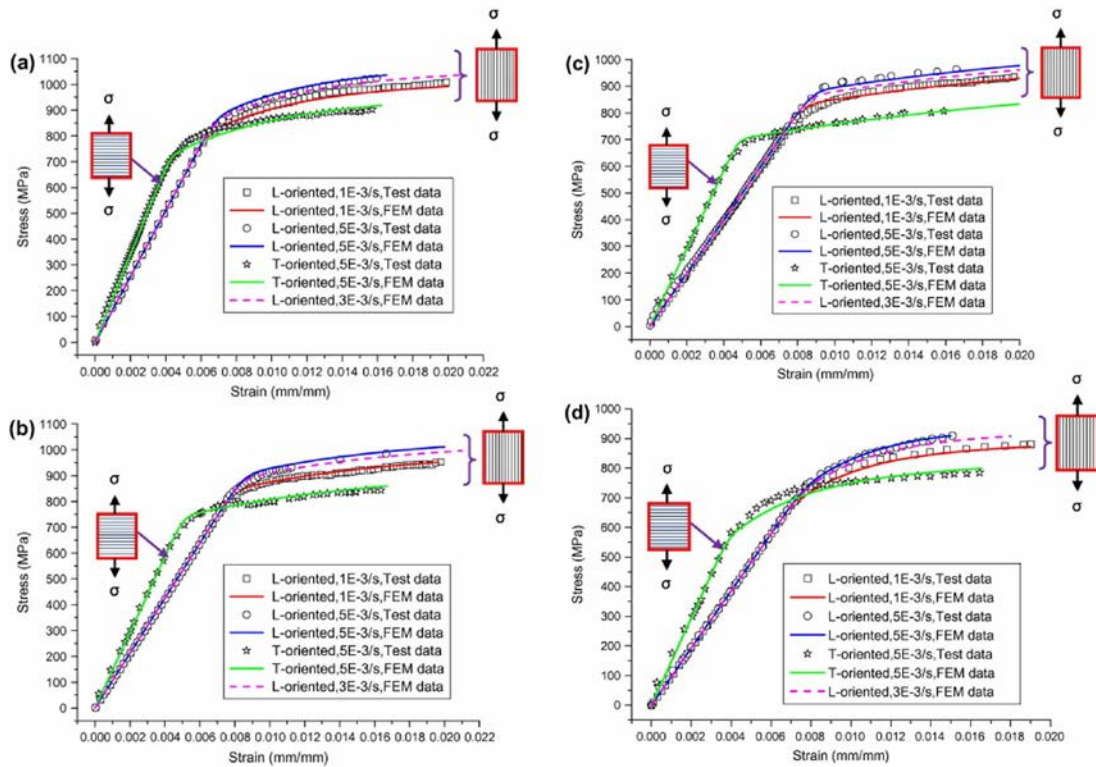 (a)
σ
σ
σ
σ
Stress (MPa)
1100
1000
900
800
700
600
500
400
300
200
100
0
L-oriented,1E-3/s,Test data
L-oriented,1E-3/s,FEM data
L-oriented,5E-3/s,Test data
L-oriented,5E-3/s,FEM data
T-oriented,5E-3/s,Test data
T-oriented,5E-3/s,FEM data
L-oriented,3E-3/s,FEM data
0.000 0.002 0.004 0.006 0.008 0.010 0.012 0.014 0.016 0.018 0.020 0.022
Strain (mm/mm)
(c)
σ
σ
σ
σ
Stress (MPa)
1000
900
800
700
600
500
400
300
200
100
0
L-oriented,1E-3/s,Test data
L-oriented,1E-3/s,FEM data
L-oriented,5E-3/s,Test data
L-oriented,5E-3/s,FEM data
T-oriented,5E-3/s,Test data
T-oriented,5E-3/s,FEM data
L-oriented,3E-3/s,FEM data
0.000 0.002 0.004 0.006 0.008 0.010 0.012 0.014 0.016 0.018 0.020
Strain (mm/mm)
(b)
σ
σ
σ
σ
Stress (MPa)
1100
1000
900
800
700
600
500
400
300
200
100
0
L-oriented,1E-3/s,Test data
L-oriented,1E-3/s,FEM data
L-oriented,5E-3/s,Test data
L-oriented,5E-3/s,FEM data
T-oriented,5E-3/s,Test data
T-oriented,5E-3/s,FEM data
L-oriented,3E-3/s,FEM data
0.000 0.002 0.004 0.006 0.008 0.010 0.012 0.014 0.016 0.018 0.020 0.022
Strain (mm/mm)
(d)
σ
σ
σ
σ
Stress (MPa)
1000
900
800
700
600
500
400
300
200
100
0
L-oriented,1E-3/s,Test data
L-oriented,1E-3/s,FEM data
L-oriented,5E-3/s,Test data
L-oriented,5E-3/s,FEM data
T-oriented,5E-3/s,Test data
T-oriented,5E-3/s,FEM data
L-oriented,3E-3/s,FEM data
0.000 0.002 0.004 0.006 0.008 0.010 0.012 0.014 0.016 0.018 0.020
Strain (mm/mm)